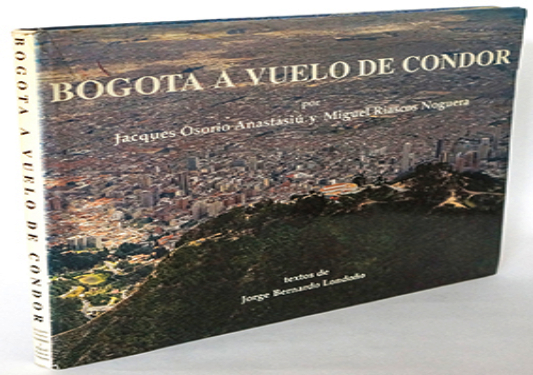 BOGOTA A VUELO DE CONDOR
por
Jacques Osorio Anastasiú y Miguel Riascos Noguera
textos de
Jorge Bernardo Londoño
BOGOTA A VUELO DE CONDOR